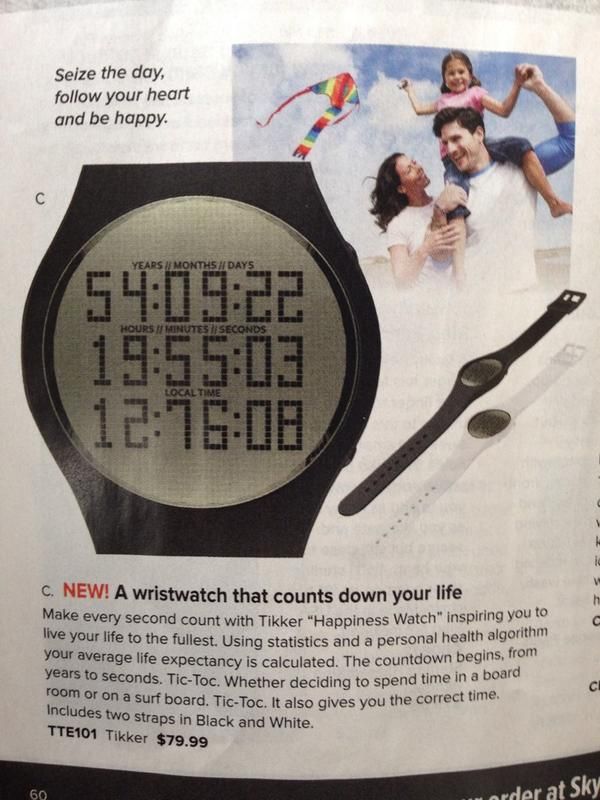 Seize the day,
follow your heart
and be happy.
C
YEARS // MONTHS // DAYS
54:09:22
HOURS // MINUTES // SECONDS
19:55:03
LOCAL TIME
12:76:08
C. NEW! A wristwatch that counts down your life
Make every second count with Tikker “Happiness Watch” inspiring you to
live your life to the fullest. Using statistics and a personal health algorithm
your average life expectancy is calculated. The countdown begins, from
years to seconds. Tic-Toc. Whether deciding to spend time in a board
room or on a surf board. Tic-Toc. It also gives you the correct time.
Includes two straps in Black and White.
TTE101 Tikker $79.99
60
order at Sky